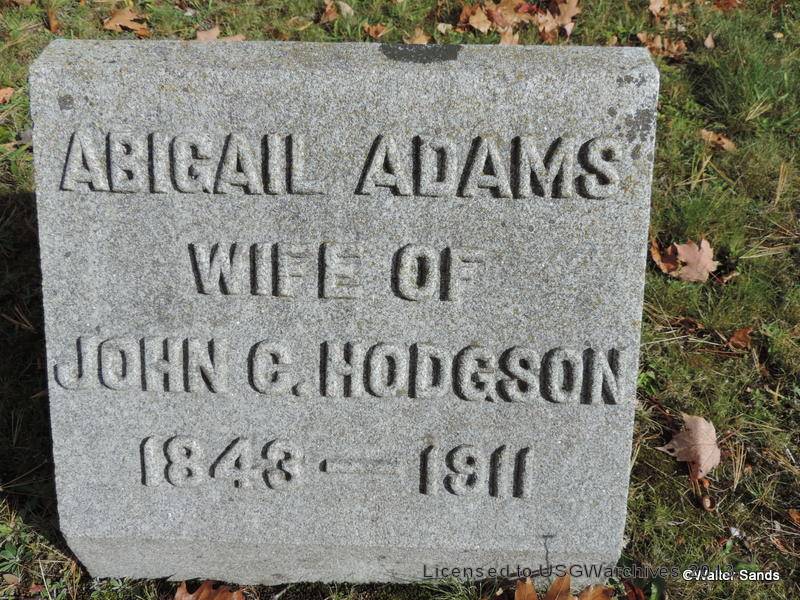 ABIGAIL ADAMS
WIFE OF
JOHN C. HODGSON
1843 — 1911
Licensed to USGWarchives
©Walter Sands